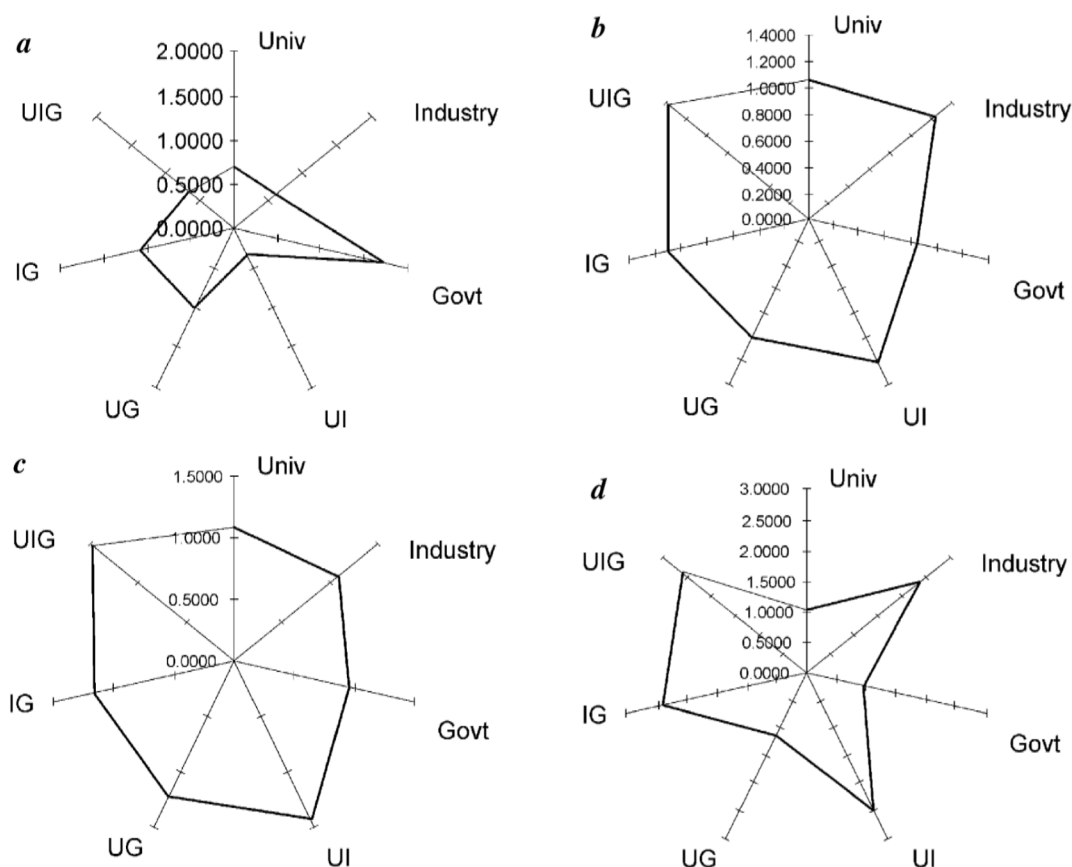 a
2.0000
Univ
1.5000
UIG
Industry
1.0000
0.5000
0.0000
IG
Govt
UG
UI
b
1.4000
Univ
1.2000
UIG
1.0000
Industry
0.8000
0.6000
0.4000
0.2000
0.0000
IG
Govt
UG
UI
c
1.5000
Univ
UIG
1.0000
Industry
0.5000
0.0000
IG
Govt
UG
UI
d
3.0000
Univ
2.5000
UIG
2.0000
Industry
1.5000
1.0000
0.5000
0.0000
IG
Govt
UG
UI